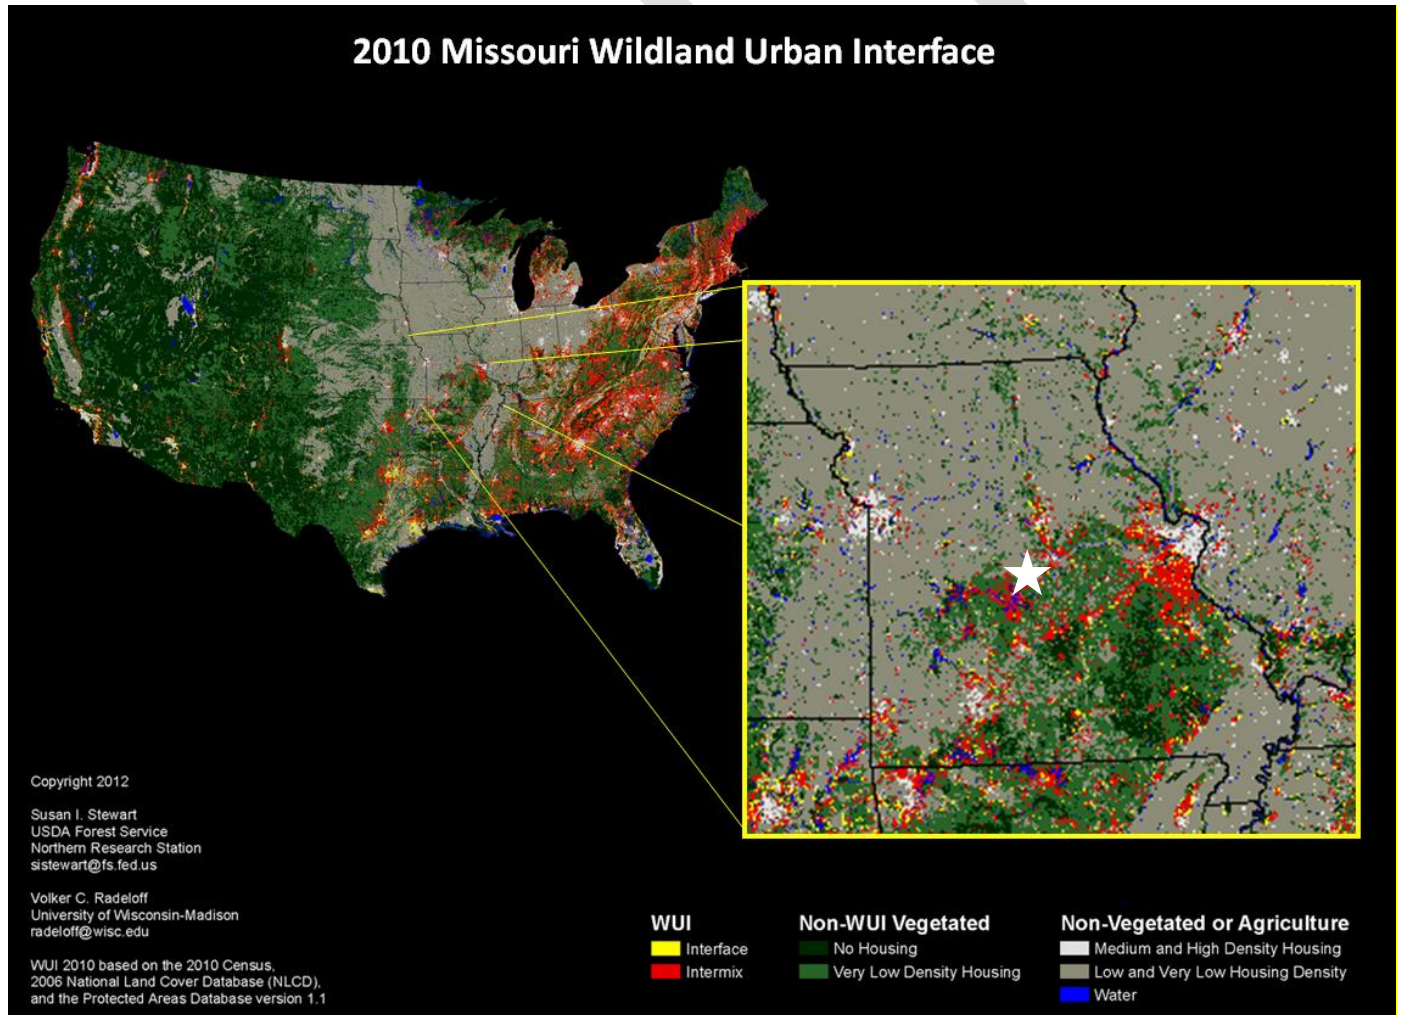 2010 Missouri Wildland Urban Interface
Copyright 2012
Susan I. Stewart
USDA Forest Service
Northern Research Station
sistewart@fs.fed.us
Volker C. Radeloff
University of Wisconsin-Madison
radeloff@wisc.edu
WUI 2010 based on the 2010 Census,
2006 National Land Cover Database (NLCD),
and the Protected Areas Database version 1.1
WUI
Interface
Intermix
Non-WUI Vegetated
No Housing
Very Low Density Housing
Non-Vegetated or Agriculture
Medium and High Density Housing
Low and Very Low Housing Density
Water